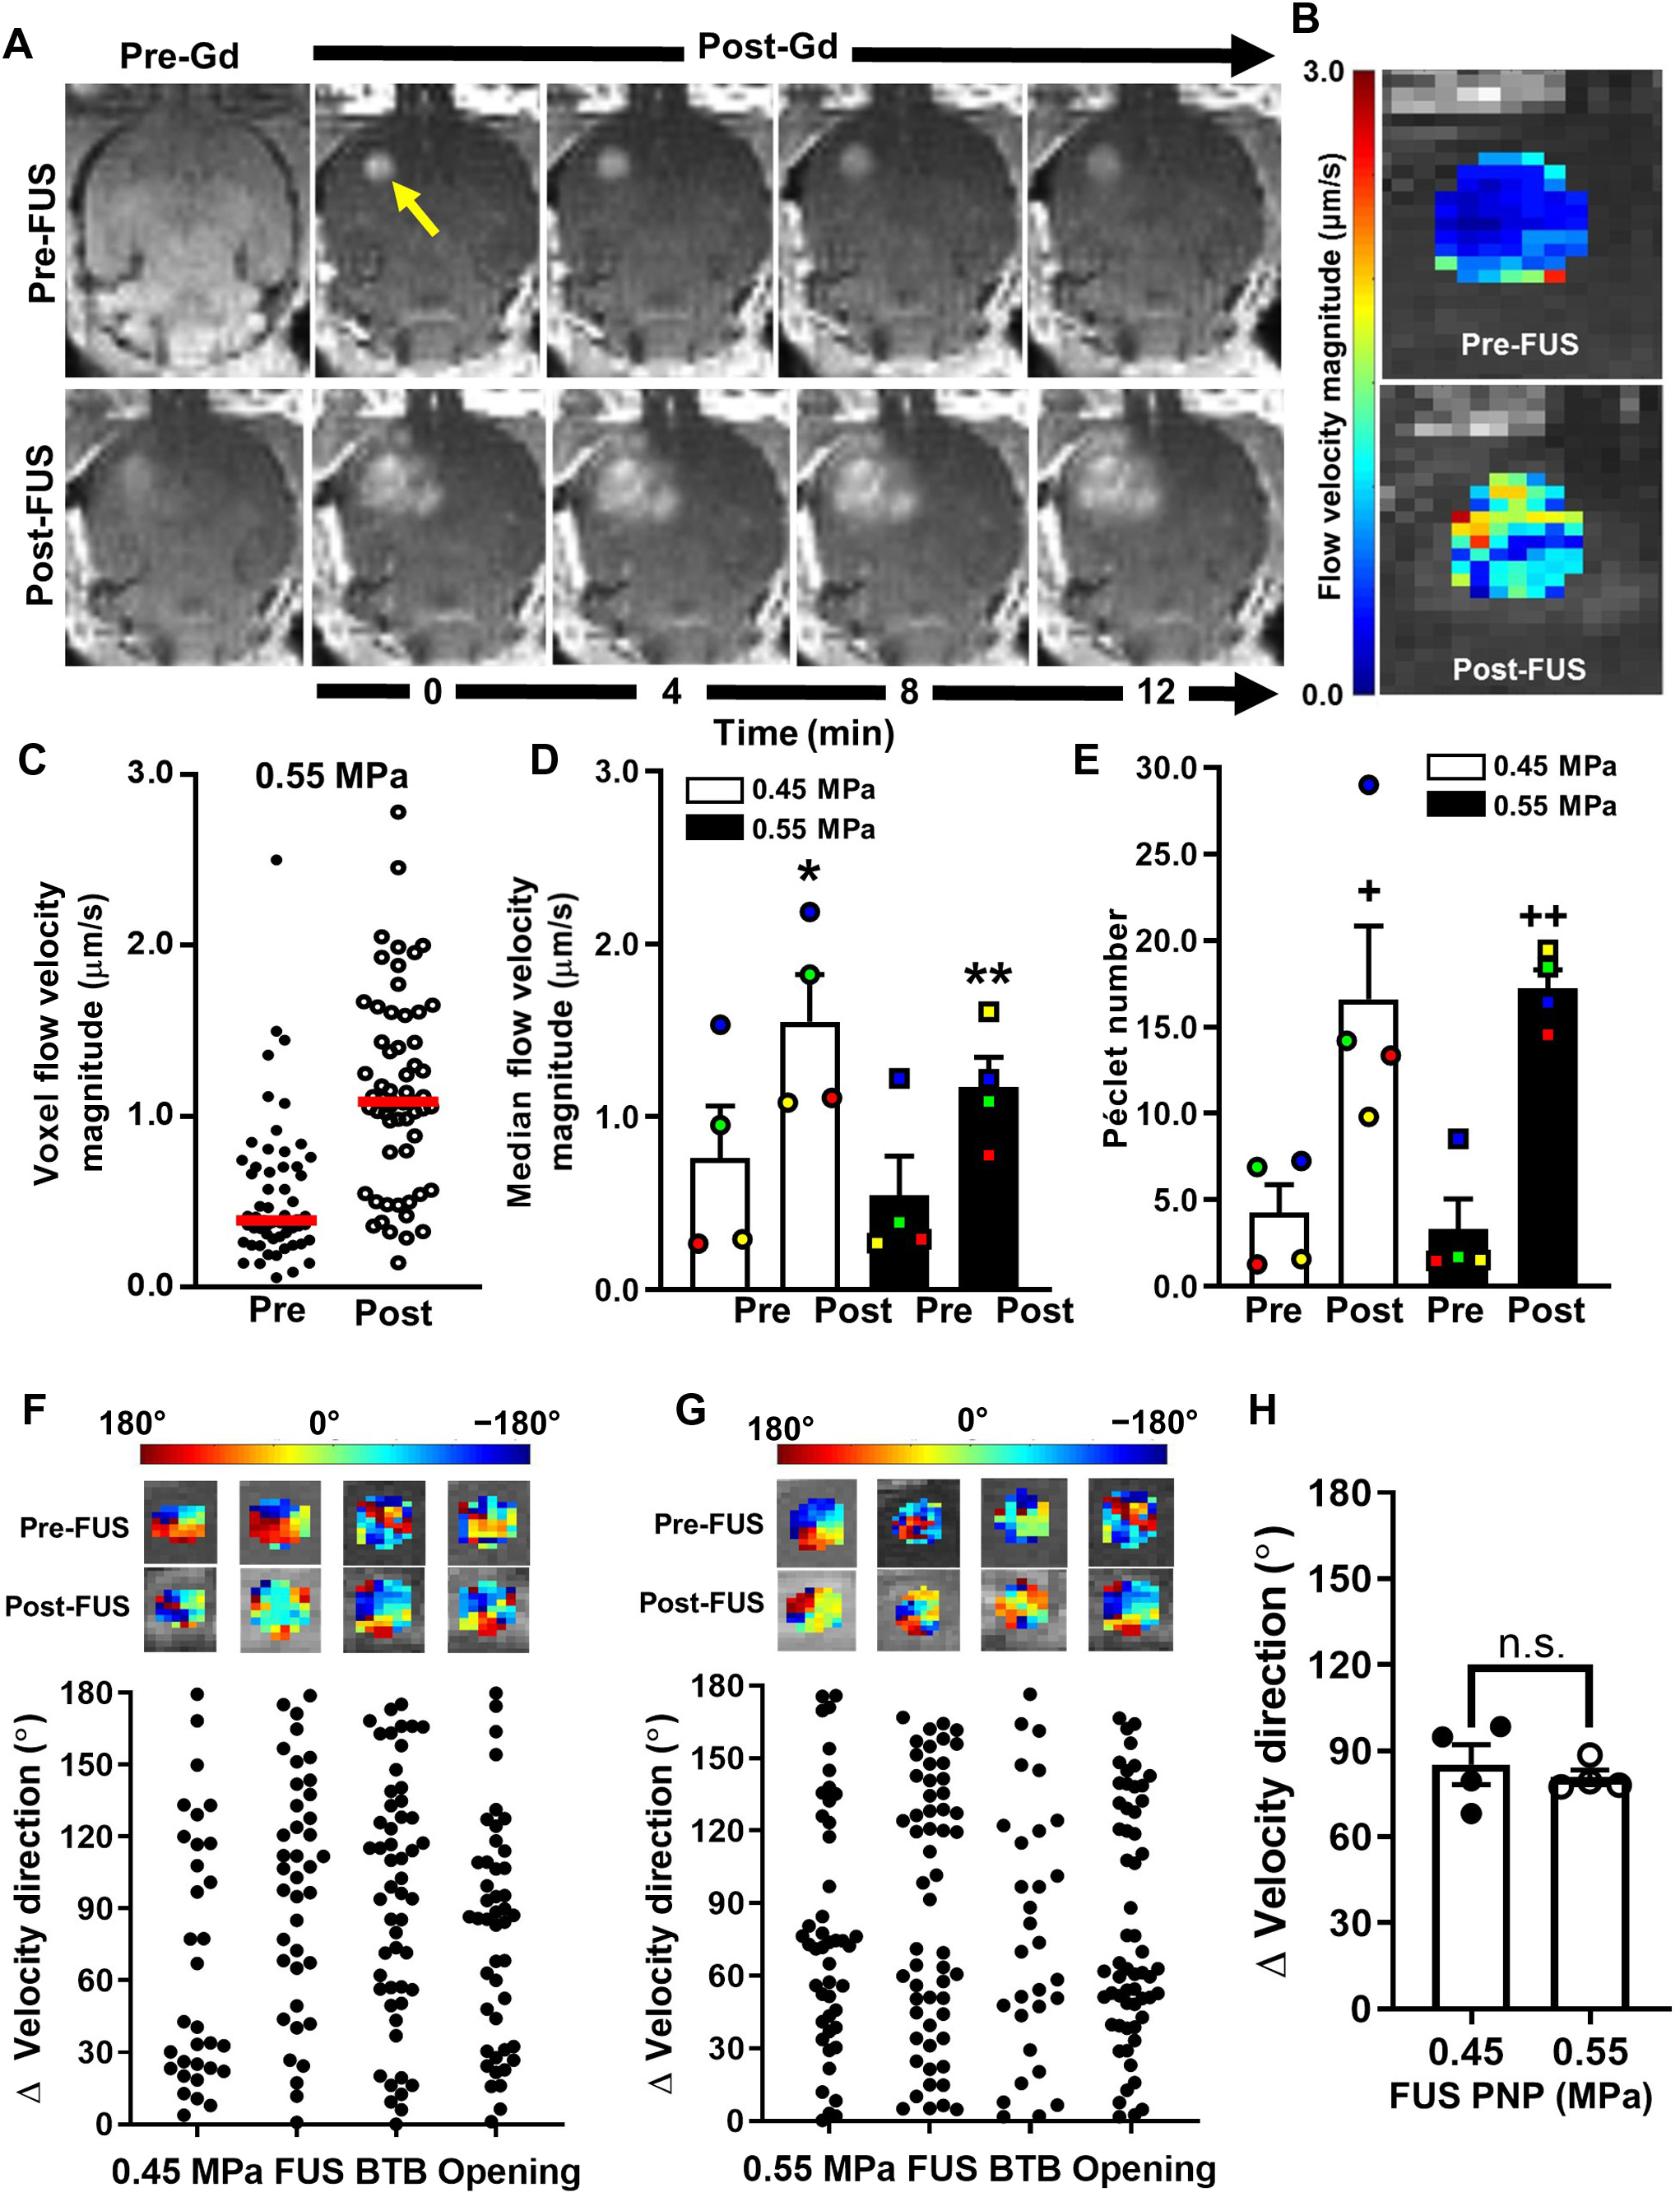 A
Pre-Gd
Post-Gd
Pre-FUS
Post-FUS
0 4 8 12
Time (min)
B
3.0
Flow velocity magnitude (μm/s)
0.0
Pre-FUS
Post-FUS
C
0.55 MPa
Voxel flow velocity
magnitude (μm/s)
3.0
2.0
1.0
0.0
Pre Post
D
0.45 MPa
0.55 MPa
Median flow velocity
magnitude (μm/s)
3.0
2.0
1.0
0.0
*
**
Pre Post Pre Post
E
0.45 MPa
0.55 MPa
Péclet number
30.0
25.0
20.0
15.0
10.0
5.0
0.0
+
++
Pre Post Pre Post
F
180° 0° −180°
Pre-FUS
Post-FUS
Δ Velocity direction (°)
180
150
120
90
60
30
0
0.45 MPa FUS BTB Opening
G
180° 0° −180°
Pre-FUS
Post-FUS
Δ Velocity direction (°)
180
150
120
90
60
30
0
0.55 MPa FUS BTB Opening
H
Δ Velocity direction (°)
180
150
120
90
60
30
0
n.s.
0.45 0.55
FUS PNP (MPa)